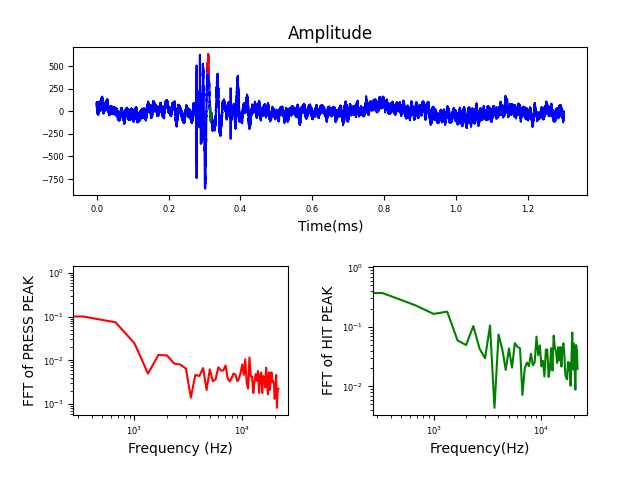 Amplitude
500
250
0
−250
−500
−750
0.0 0.2 0.4 0.6 0.8 1.0 1.2
Time(ms)
10⁰
10⁻¹
10⁻²
10⁻³
FFT of PRESS PEAK
10³ 10⁴
Frequency (Hz)
10⁰
10⁻¹
10⁻²
FFT of HIT PEAK
10³ 10⁴
Frequency(Hz)